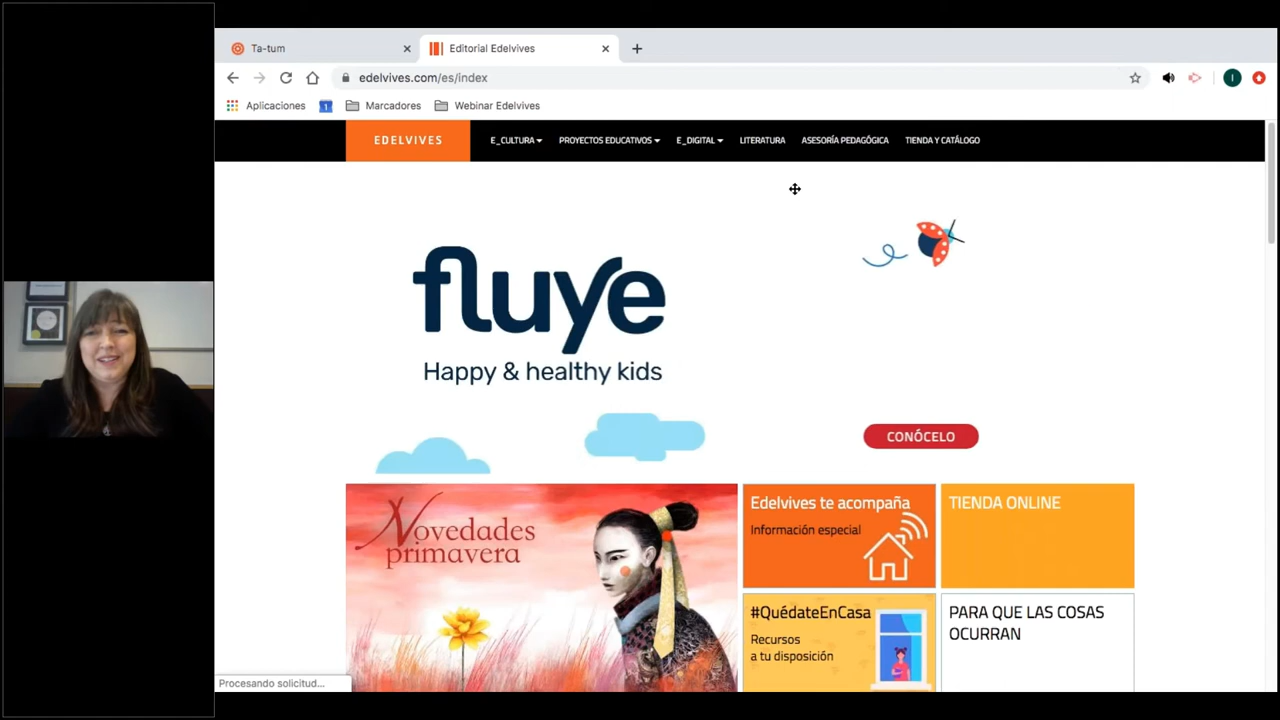 Ta-tum
Editorial Edelvives
edelvives.com/es/index
Aplicaciones
1
Marcadores
Webinar Edelvives
I
EDELVIVES
E_CULTURA
PROYECTOS EDUCATIVOS
E_DIGITAL
LITERATURA
ASESORÍA PEDAGÓGICA
TIENDA Y CATÁLOGO
fluye
Happy & healthy kids
CONÓCELO
Novedades
primavera
Edelvives te acompaña
Información especial
TIENDA ONLINE
#QuédateEnCasa
Recursos
a tu disposición
PARA QUE LAS COSAS
OCURRAN
Procesando solicitud...